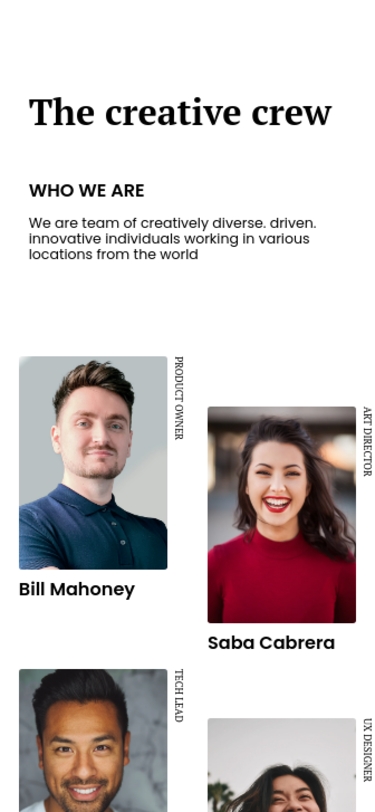 The creative crew
WHO WE ARE
We are team of creatively diverse. driven.
innovative individuals working in various
locations from the world
PRODUCT OWNER
Bill Mahoney
ART DIRECTOR
Saba Cabrera
TECH LEAD
UX DESIGNER